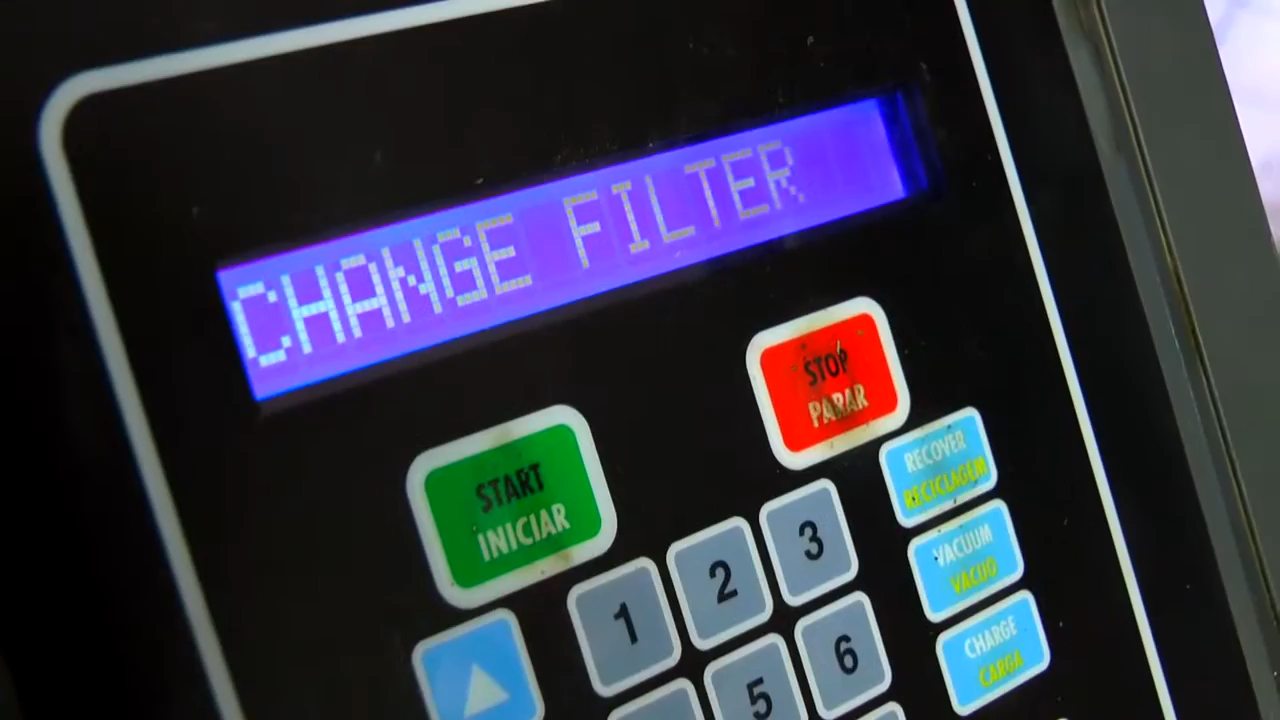 CHANGE FILTER
STOP
PARAR
START
INICIAR
RECOVER
RECICLAGEM
VACUUM
VACUO
CHARGE
CARGA
1
2
3
5
6